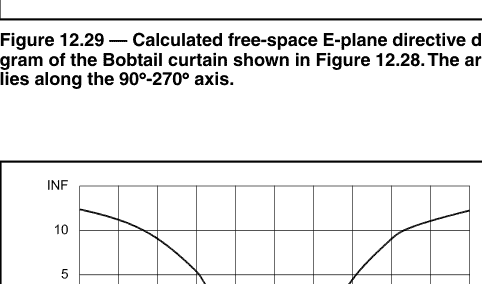 Figure 12.29 — Calculated free-space E-plane directive d
gram of the Bobtail curtain shown in Figure 12.28. The ar
lies along the 90°-270° axis.
INF
10
5